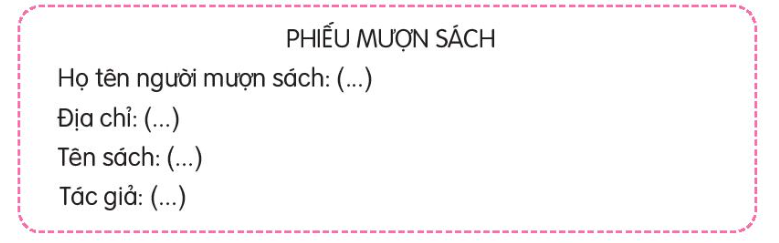 PHIẾU MƯỢN SÁCH
Họ tên người mượn sách: (...)
Địa chỉ: (...)
Tên sách: (...)
Tác giả: (...)